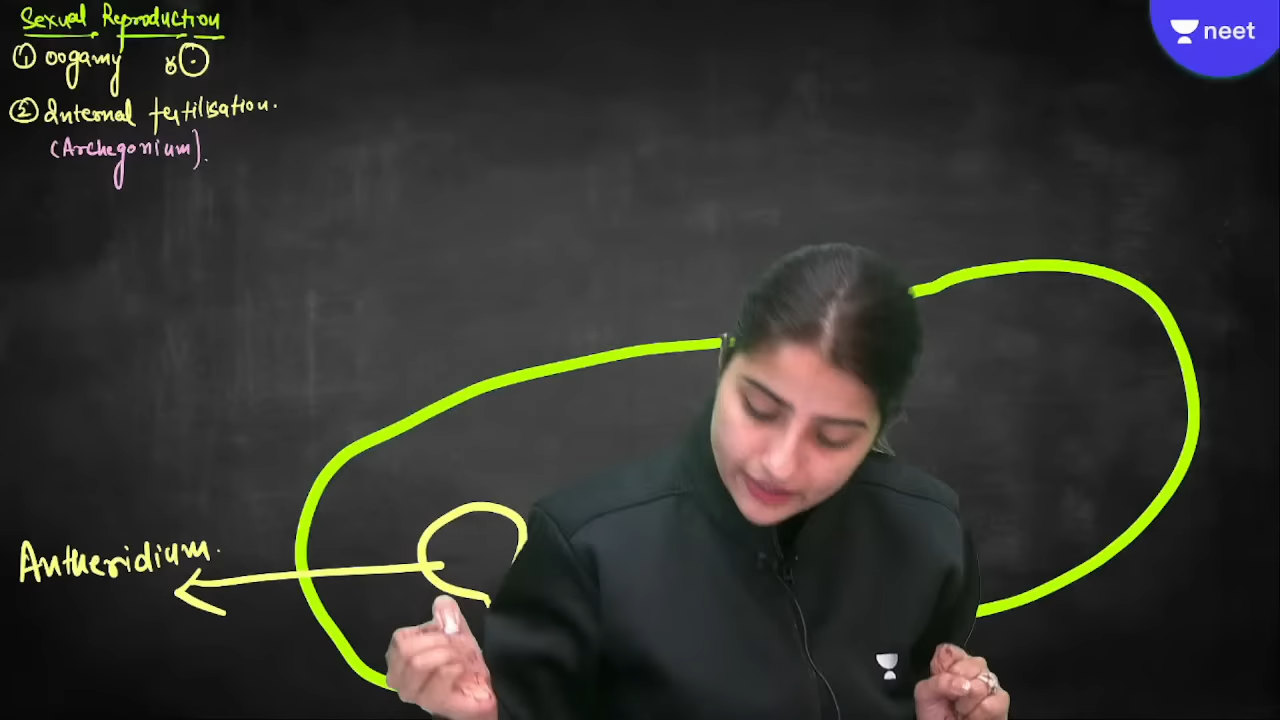 Sexual Reproduction
① oogamy
② Internal fertilisation.
(Archegonium).
Antheridium.
neet